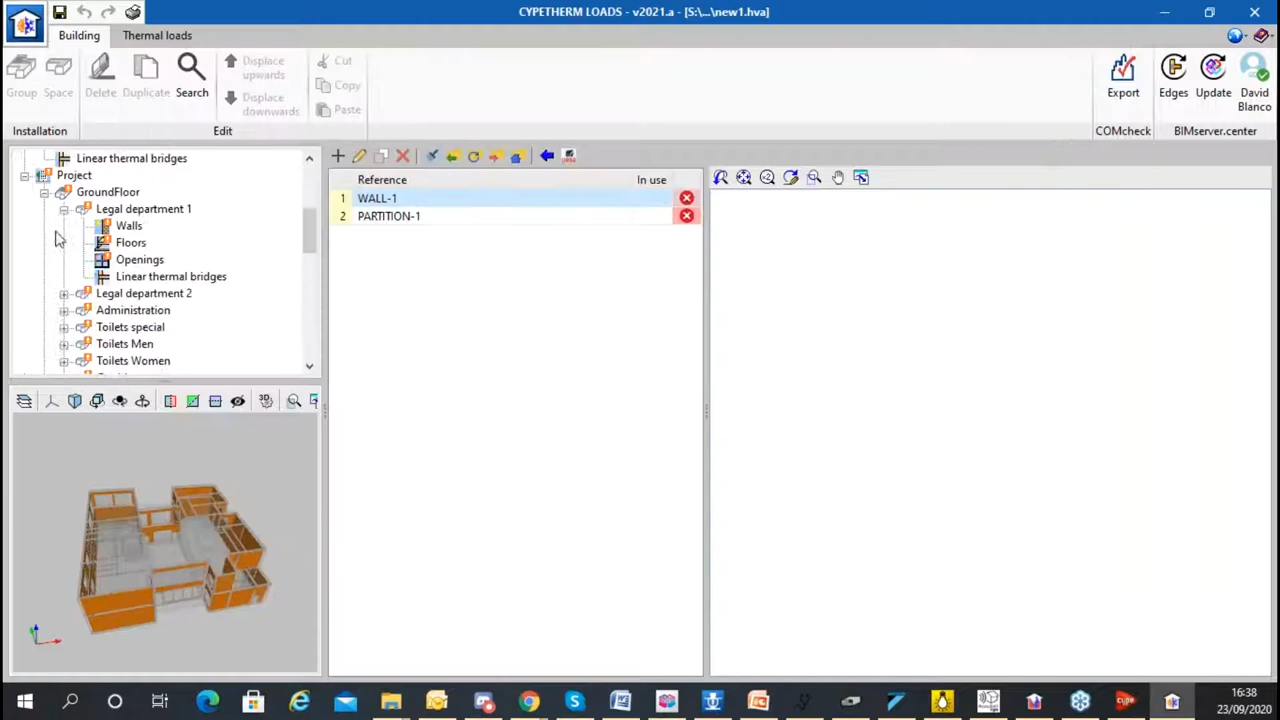 CYPETHERM LOADS - v2021.a - [S:\...\new1.hva]
Building
Thermal loads
Group
Space
Delete
Duplicate
Search
Displace upwards
Displace downwards
Cut
Copy
Paste
Export
Edges
Update
David Blanco
Installation
Edit
COMcheck
BIMserver.center
Linear thermal bridges
Project
GroundFloor
Legal department 1
Walls
Floors
Openings
Linear thermal bridges
Legal department 2
Administration
Toilets special
Toilets Men
Toilets Women
Reference In use
1 WALL-1
2 PARTITION-1
16:38
23/09/2020